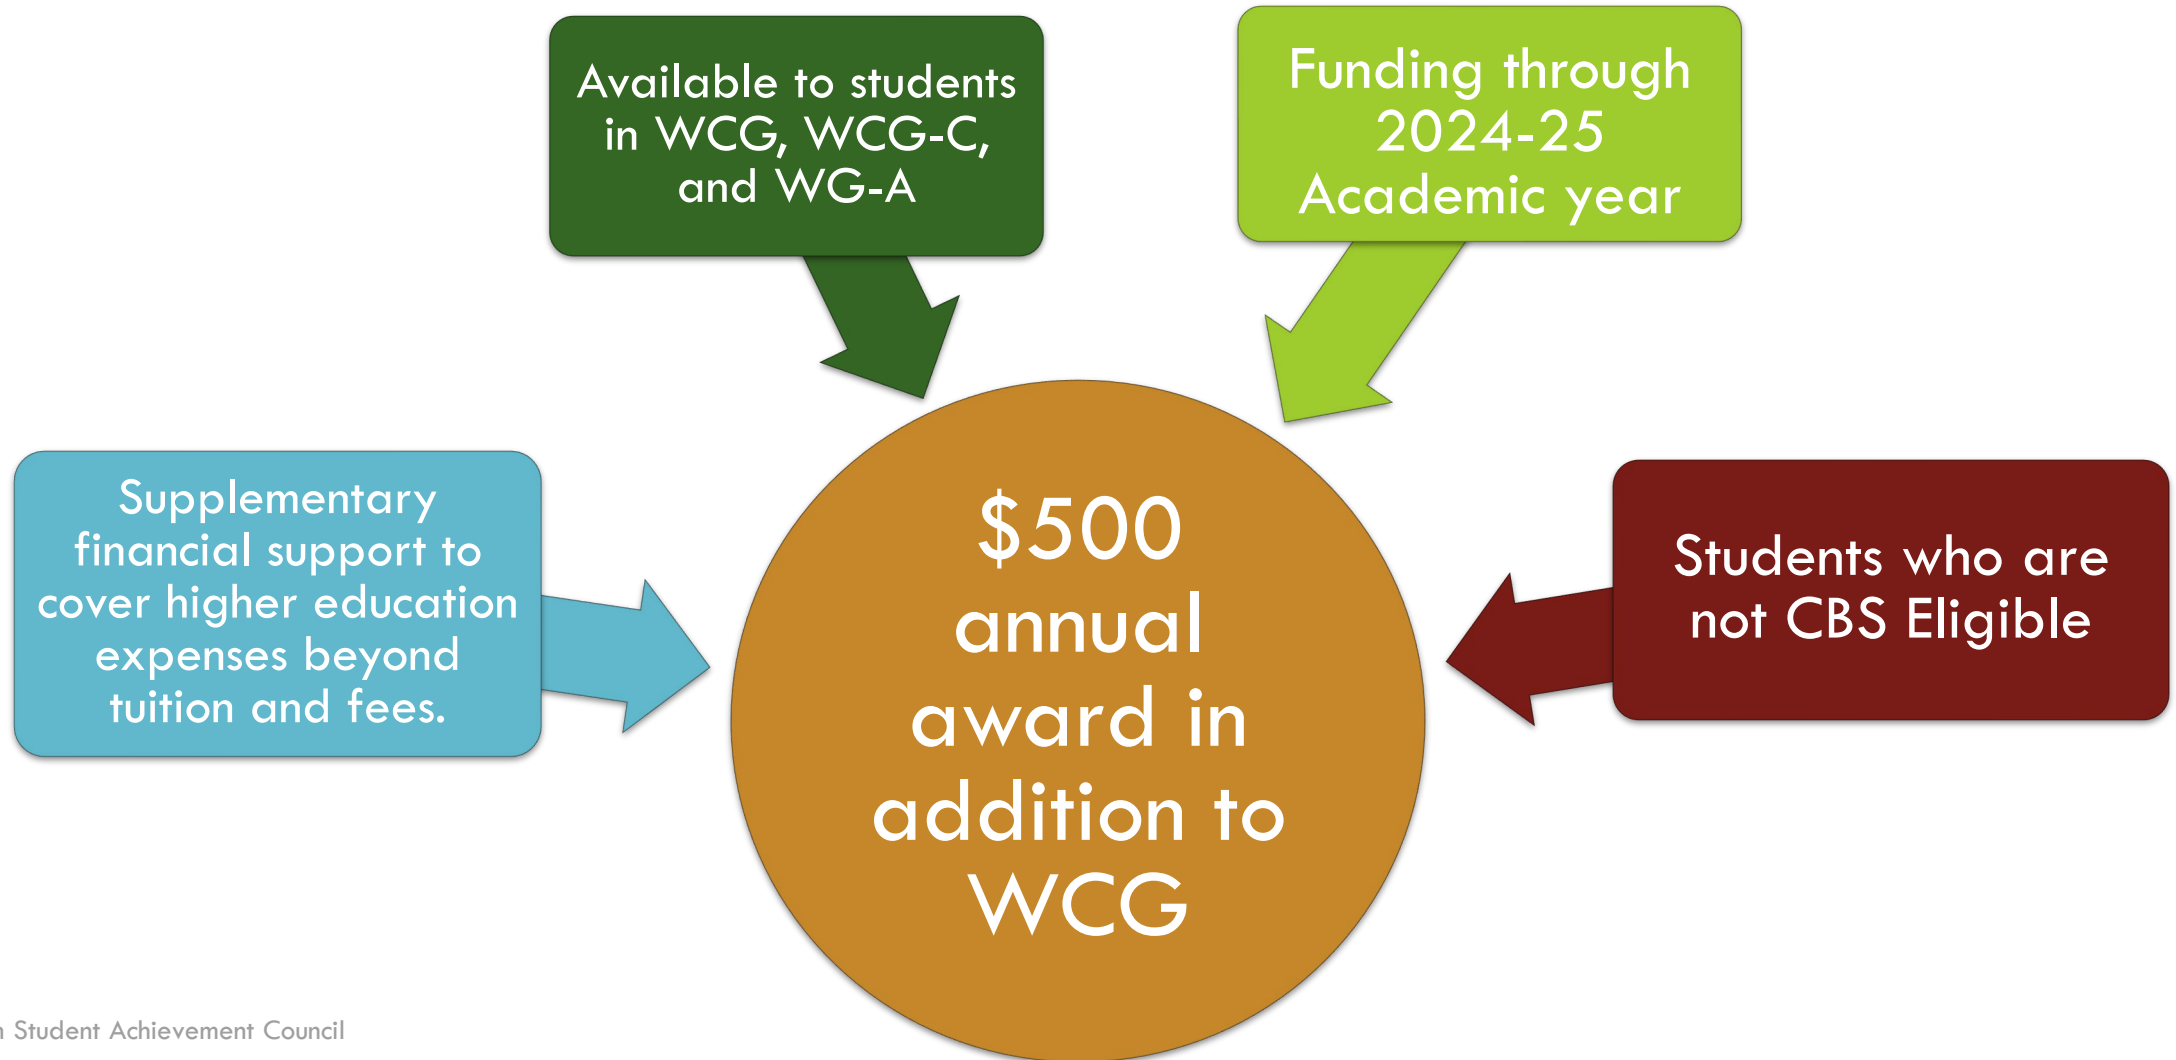 Available to students
in WCG, WCG-C,
and WG-A
Funding through
2024-25
Academic year
Supplementary
financial support to
cover higher education
expenses beyond
tuition and fees.
$500
annual
award in
addition to
WCG
Students who are
not CBS Eligible
Student Achievement Council